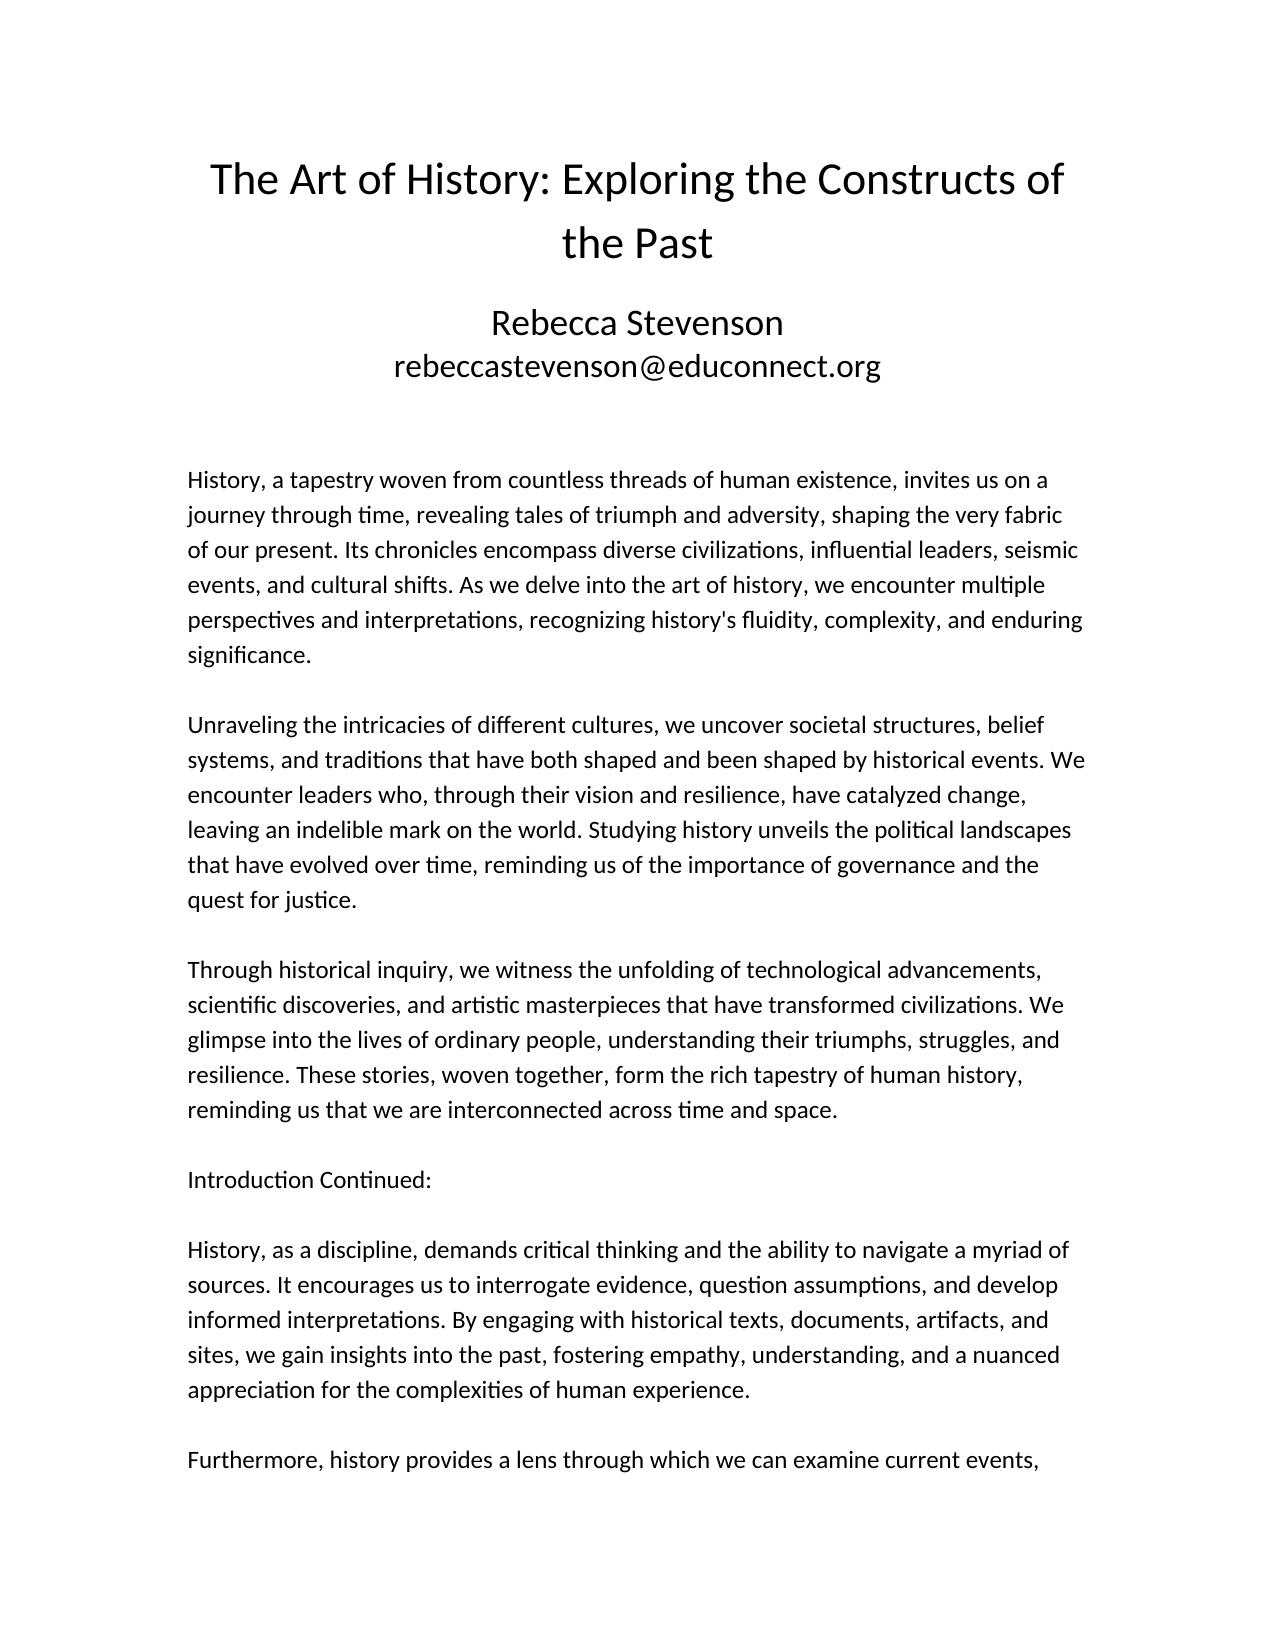 The Art of History: Exploring the Constructs of
the Past
Rebecca Stevenson
rebeccastevenson@educonnect.org
History, a tapestry woven from countless threads of human existence, invites us on a
journey through time, revealing tales of triumph and adversity, shaping the very fabric
of our present. Its chronicles encompass diverse civilizations, influential leaders, seismic
events, and cultural shifts. As we delve into the art of history, we encounter multiple
perspectives and interpretations, recognizing history's fluidity, complexity, and enduring
significance.
Unraveling the intricacies of different cultures, we uncover societal structures, belief
systems, and traditions that have both shaped and been shaped by historical events. We
encounter leaders who, through their vision and resilience, have catalyzed change,
leaving an indelible mark on the world. Studying history unveils the political landscapes
that have evolved over time, reminding us of the importance of governance and the
quest for justice.
Through historical inquiry, we witness the unfolding of technological advancements,
scientific discoveries, and artistic masterpieces that have transformed civilizations. We
glimpse into the lives of ordinary people, understanding their triumphs, struggles, and
resilience. These stories, woven together, form the rich tapestry of human history,
reminding us that we are interconnected across time and space.
Introduction Continued:
History, as a discipline, demands critical thinking and the ability to navigate a myriad of
sources. It encourages us to interrogate evidence, question assumptions, and develop
informed interpretations. By engaging with historical texts, documents, artifacts, and
sites, we gain insights into the past, fostering empathy, understanding, and a nuanced
appreciation for the complexities of human experience.
Furthermore, history provides a lens through which we can examine current events,